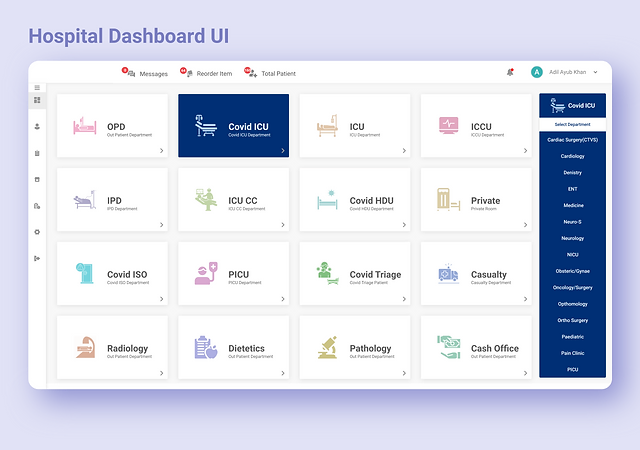 Hospital Dashboard UI
Messages
Reorder Item
Total Patient
A
Adil Ayub Khan
OPD
Out Patient Department
Covid ICU
Covid ICU Department
ICU
ICU Department
ICCU
ICCU Department
IPD
IPD Department
ICU CC
ICU CC Department
Covid HDU
Covid HDU Department
Private
Private Room
Covid ISO
Covid ISO Department
PICU
PICU Department
Covid Triage
Covid Triage Patient
Casualty
Casualty Department
Radiology
Out Patient Department
Dietetics
Out Patient Department
Pathology
Out Patient Department
Cash Office
Out Patient Department
Covid ICU
Select Department
Cardiac Surgery(CTVS)
Cardiology
Denistry
ENT
Medicine
Neuro-S
Neurology
NICU
Obsteric/Gynae
Oncology/Surgery
Opthomology
Ortho Surgery
Paediatric
Pain Clinic
PICU